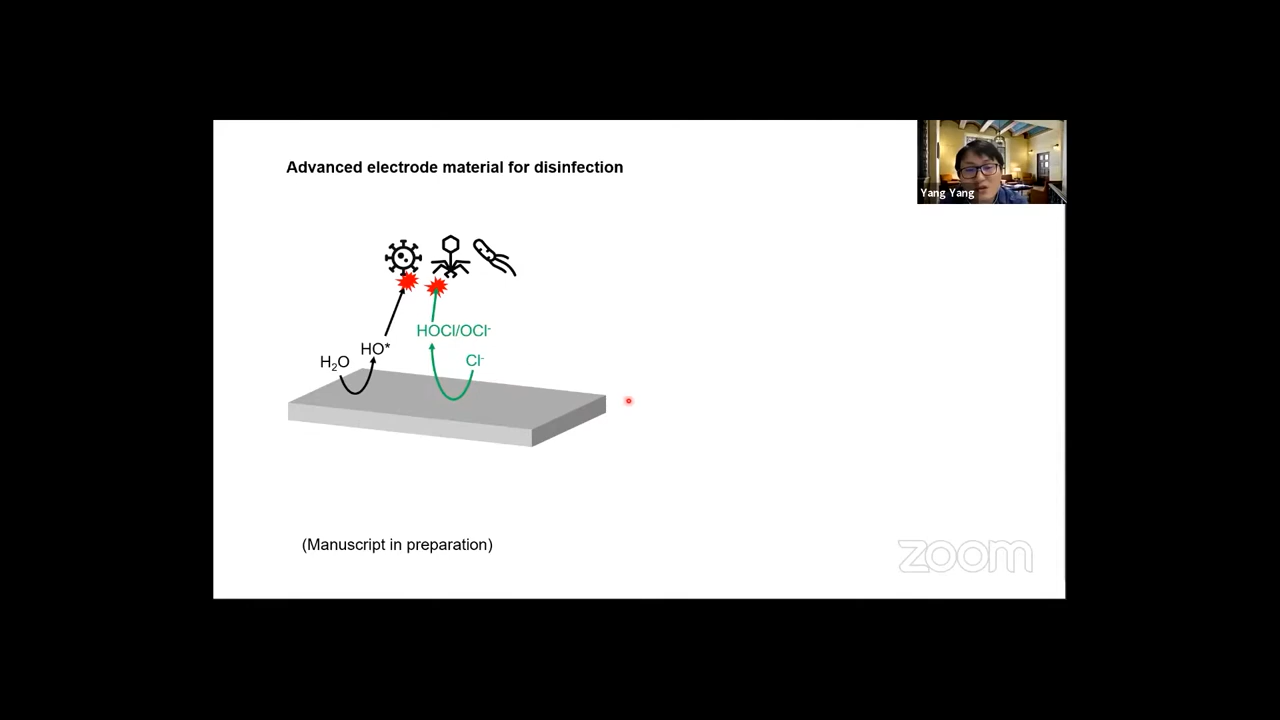 Advanced electrode material for disinfection
Yang Yang
HOCl/OCl-
HO*
H2O
Cl-
(Manuscript in preparation)
zoom